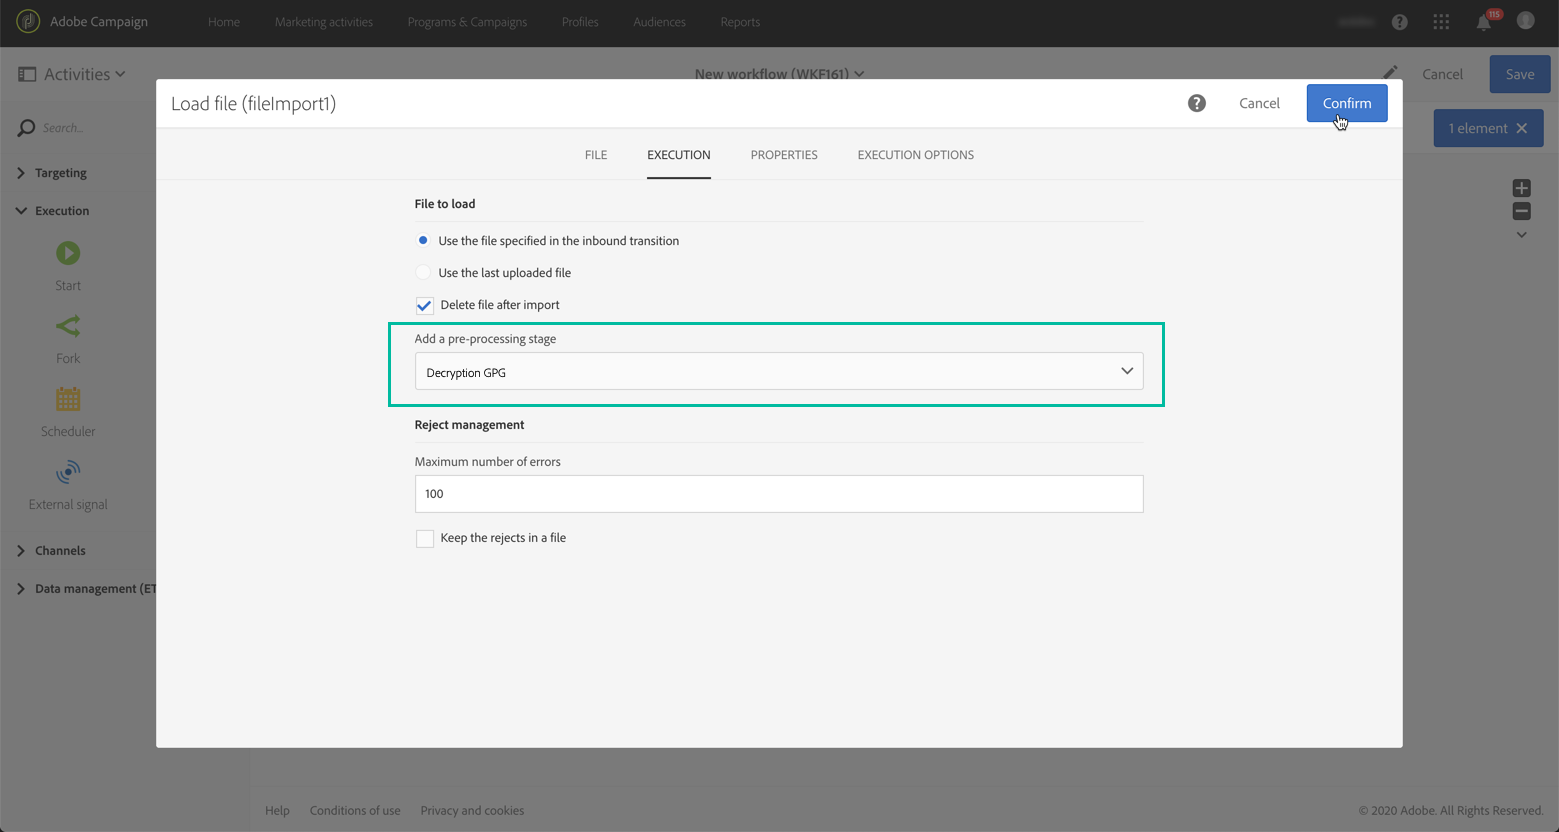 Adobe Campaign
Home
Marketing activities
Programs & Campaigns
Profiles
Audiences
Reports
115
Activities
New workflow (WKF161)
Cancel
Save
Load file (fileImport1)
Cancel
Confirm
Search...
1 element
FILE
EXECUTION
PROPERTIES
EXECUTION OPTIONS
Targeting
Execution
Start
Fork
Scheduler
External signal
Channels
Data management (ET
File to load
Use the file specified in the inbound transition
Use the last uploaded file
Delete file after import
Add a pre-processing stage
Decryption GPG
Reject management
Maximum number of errors
100
Keep the rejects in a file
Help
Conditions of use
Privacy and cookies
© 2020 Adobe. All Rights Reserved.